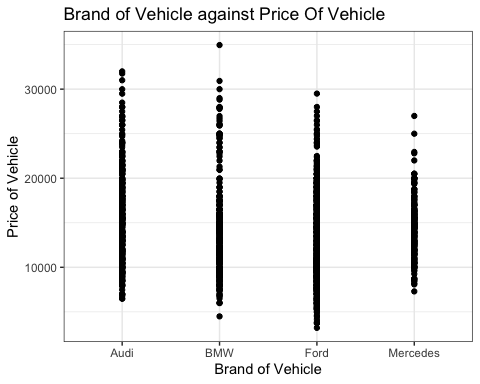 Brand of Vehicle against Price Of Vehicle
Price of Vehicle
30000
20000
10000
Audi BMW Ford Mercedes
Brand of Vehicle